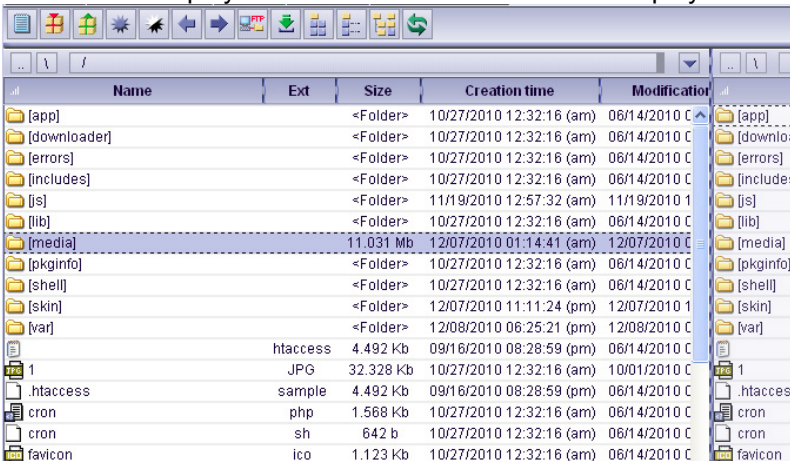 FTP
.. \ / .. \
Name Ext Size Creation time Modification
[app] <Folder> 10/27/2010 12:32:16 (am) 06/14/2010 [app]
[downloader] <Folder> 10/27/2010 12:32:16 (am) 06/14/2010 [downlo
[errors] <Folder> 10/27/2010 12:32:16 (am) 06/14/2010 [errors]
[includes] <Folder> 10/27/2010 12:32:16 (am) 06/14/2010 [includes
[js] <Folder> 11/19/2010 12:57:32 (am) 11/19/2010 1 [js]
[lib] <Folder> 10/27/2010 12:32:16 (am) 06/14/2010 [lib]
[media] 11.031 Mb 12/07/2010 01:14:41 (am) 12/07/2010 [media]
[pkginfo] <Folder> 10/27/2010 12:32:16 (am) 06/14/2010 [pkginfo]
[shell] <Folder> 10/27/2010 12:32:16 (am) 06/14/2010 [shell]
[skin] <Folder> 12/07/2010 11:11:24 (pm) 12/07/2010 1 [skin]
[var] <Folder> 12/08/2010 06:25:21 (pm) 12/08/2010 [var]
htaccess 4.492 Kb 09/16/2010 08:28:59 (pm) 06/14/2010
JPG 1 JPG 32.328 Kb 10/27/2010 12:32:16 (am) 10/01/2010 JPG 1
.htaccess sample 4.492 Kb 09/16/2010 08:28:59 (pm) 06/14/2010 .htacces
cron php 1.568 Kb 10/27/2010 12:32:16 (am) 06/14/2010 cron
cron sh 642 b 10/27/2010 12:32:16 (am) 06/14/2010 cron
ICO favicon ico 1.123 Kb 10/27/2010 12:32:16 (am) 06/14/2010 ICO favicon